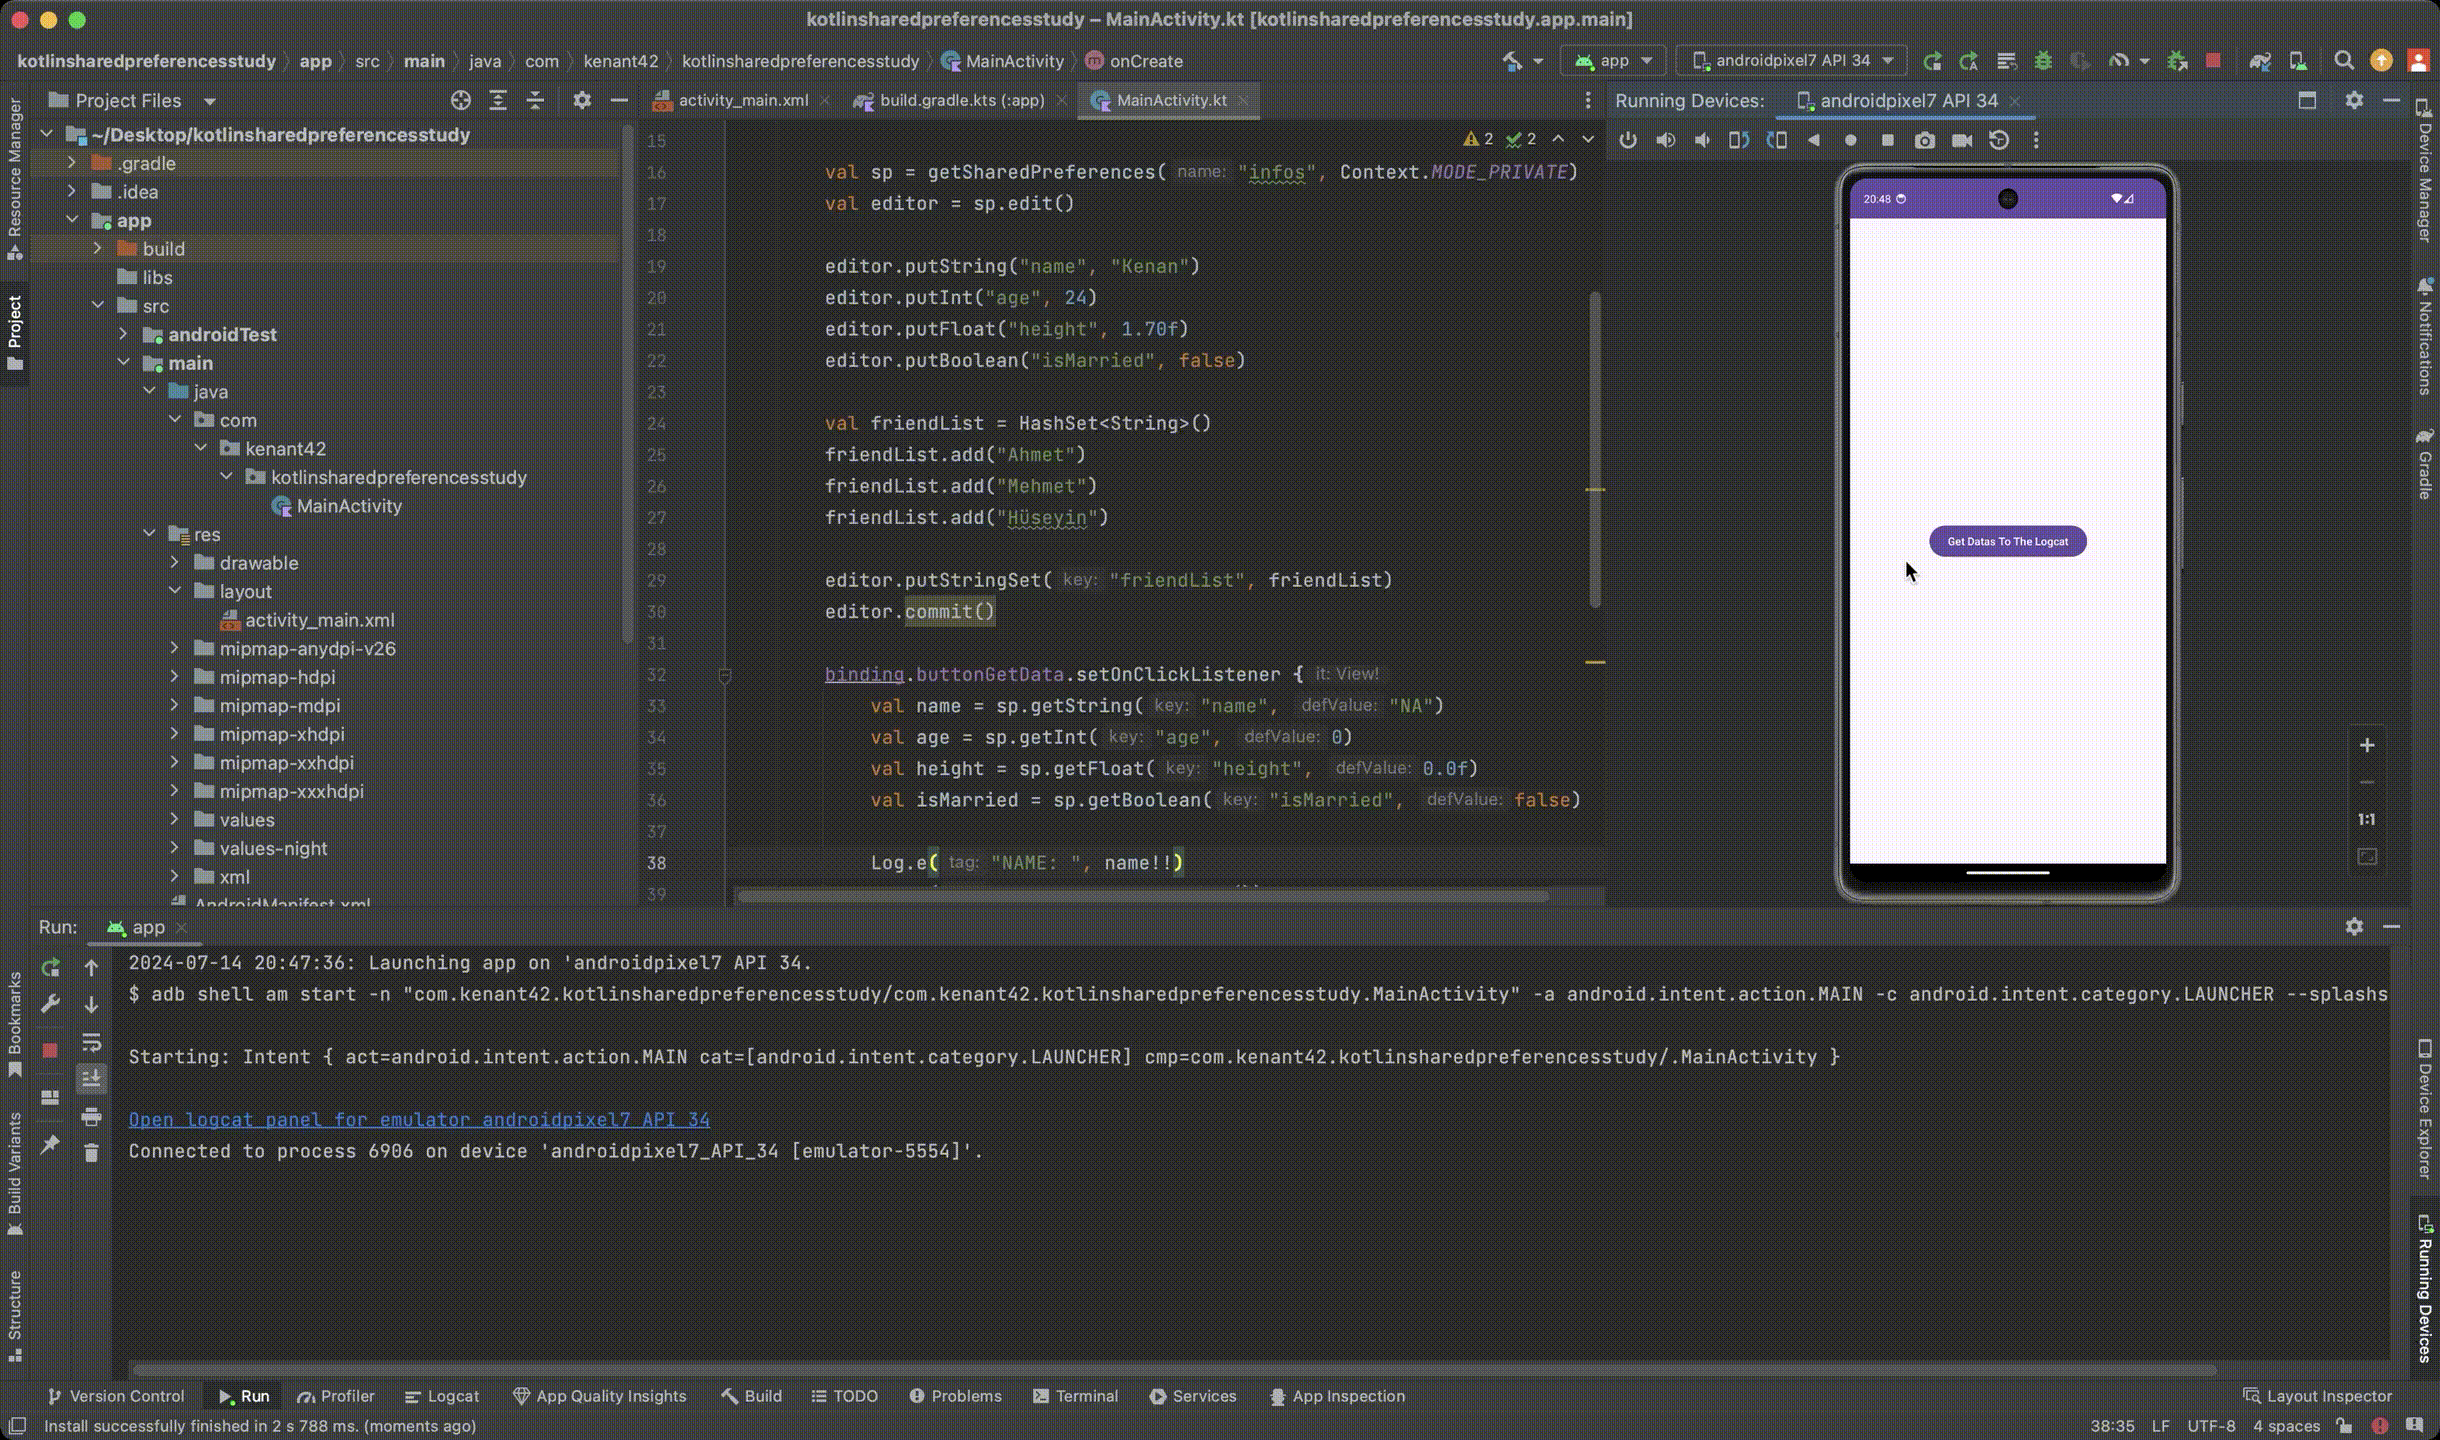 kotlinsharedpreferencesstudy – MainActivity.kt [kotlinsharedpreferencesstudy.app.main]
kotlinsharedpreferencesstudy app src main java com kenant42 kotlinsharedpreferencesstudy MainActivity onCreate
app
androidpixel7 API 34
Resource Manager
Project
Bookmarks
Build Variants
Structure
Project Files
~/Desktop/kotlinsharedpreferencesstudy
.gradle
.idea
app
build
libs
src
androidTest
main
java
com
kenant42
kotlinsharedpreferencesstudy
MainActivity
res
drawable
layout
activity_main.xml
mipmap-anydpi-v26
mipmap-hdpi
mipmap-mdpi
mipmap-xhdpi
mipmap-xxhdpi
mipmap-xxxhdpi
values
values-night
xml
AndroidManifest.xml
activity_main.xml build.gradle.kts (:app) MainActivity.kt
2 2
15
16 val sp = getSharedPreferences( name: "infos", Context.MODE_PRIVATE)
17 val editor = sp.edit()
18
19 editor.putString("name", "Kenan")
20 editor.putInt("age", 24)
21 editor.putFloat("height", 1.70f)
22 editor.putBoolean("isMarried", false)
23
24 val friendList = HashSet<String>()
25 friendList.add("Ahmet")
26 friendList.add("Mehmet")
27 friendList.add("Hüseyin")
28
29 editor.putStringSet( key: "friendList", friendList)
30 editor.commit()
31
32 binding.buttonGetData.setOnClickListener { it: View!
33 val name = sp.getString( key: "name", defValue: "NA")
34 val age = sp.getInt( key: "age", defValue: 0)
35 val height = sp.getFloat( key: "height", defValue: 0.0f)
36 val isMarried = sp.getBoolean( key: "isMarried", defValue: false)
37
38 Log.e( tag: "NAME: ", name!!)
39
Running Devices: androidpixel7 API 34
20:48
Get Datas To The Logcat
1:1
Device Manager
Notifications
Gradle
Device Explorer
Running Devices
Run: app
2024-07-14 20:47:36: Launching app on 'androidpixel7 API 34.
$ adb shell am start -n "com.kenant42.kotlinsharedpreferencesstudy/com.kenant42.kotlinsharedpreferencesstudy.MainActivity" -a android.intent.action.MAIN -c android.intent.category.LAUNCHER --splashs
Starting: Intent { act=android.intent.action.MAIN cat=[android.intent.category.LAUNCHER] cmp=com.kenant42.kotlinsharedpreferencesstudy/.MainActivity }
Open logcat panel for emulator androidpixel7 API 34
Connected to process 6906 on device 'androidpixel7_API_34 [emulator-5554]'.
Version Control Run Profiler Logcat App Quality Insights Build TODO Problems Terminal Services App Inspection Layout Inspector
Install successfully finished in 2 s 788 ms. (moments ago) 38:35 LF UTF-8 4 spaces